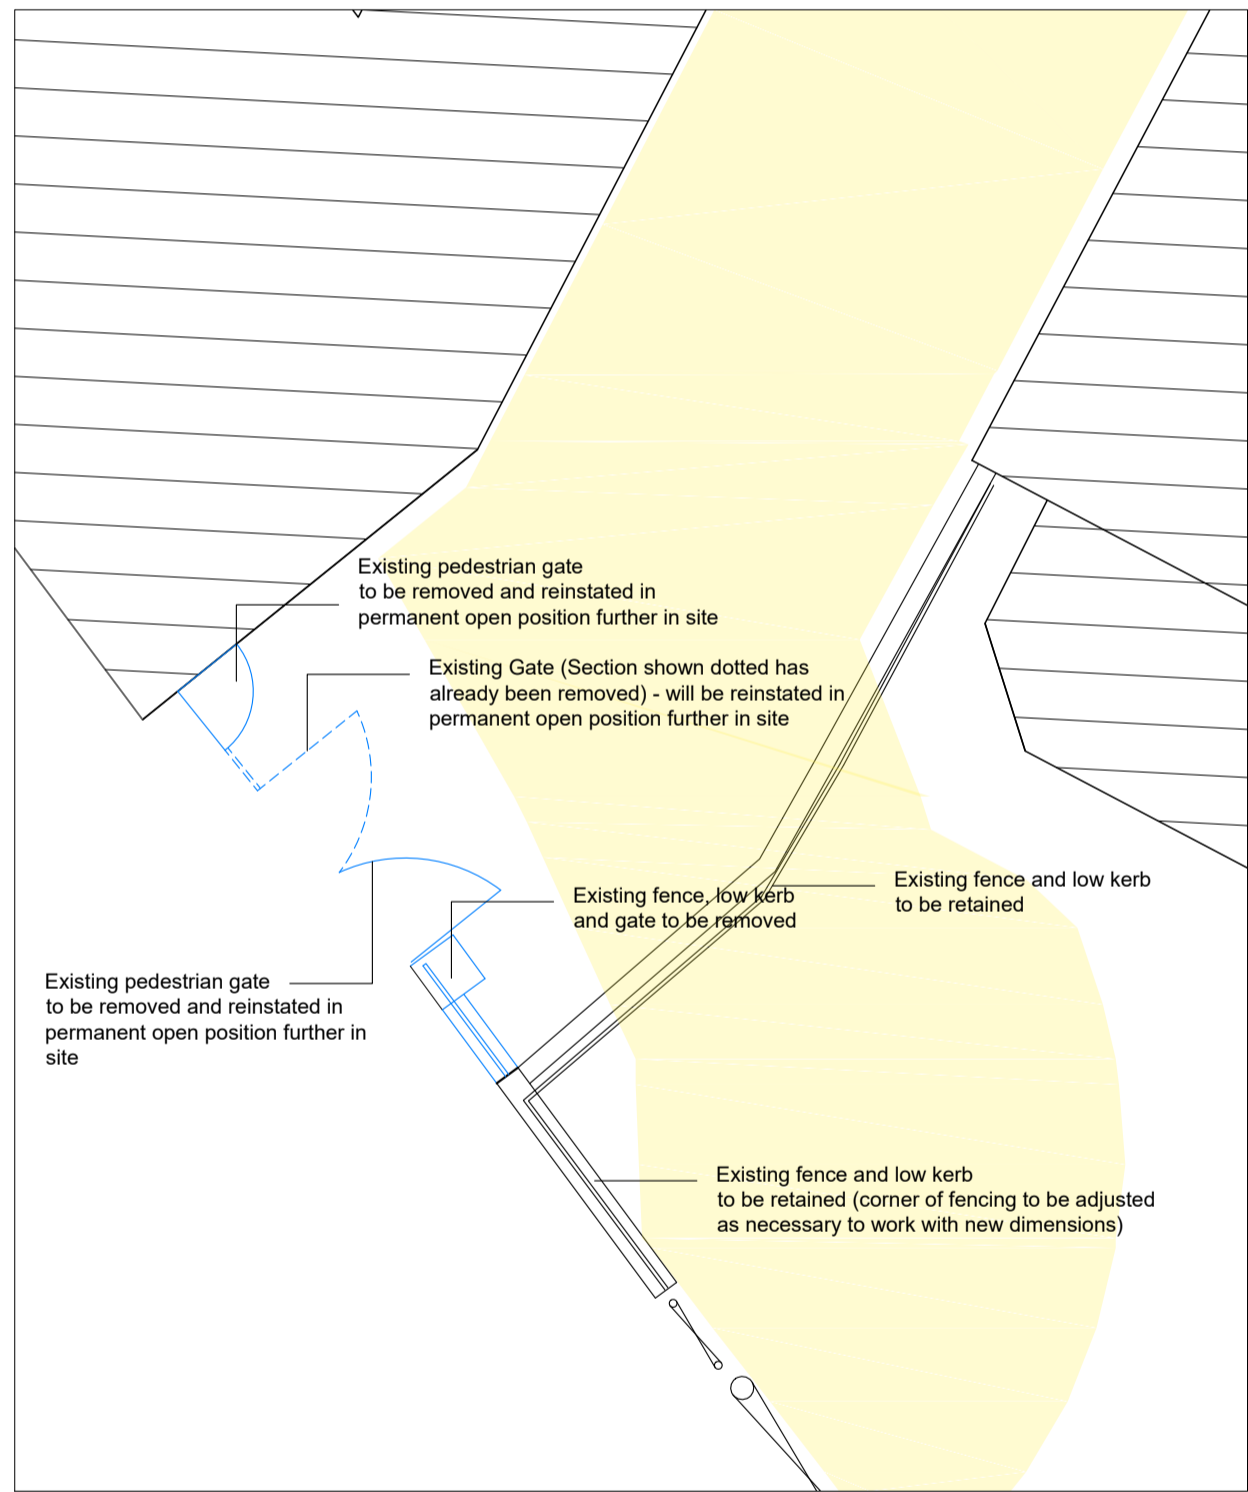 Existing pedestrian gate
to be removed and reinstated in
permanent open position further in site
Existing Gate (Section shown dotted has
already been removed) - will be reinstated in
permanent open position further in site
Existing fence, low kerb
and gate to be removed
Existing fence and low kerb
to be retained
Existing pedestrian gate
to be removed and reinstated in
permanent open position further in
site
Existing fence and low kerb
to be retained (corner of fencing to be adjusted
as necessary to work with new dimensions)